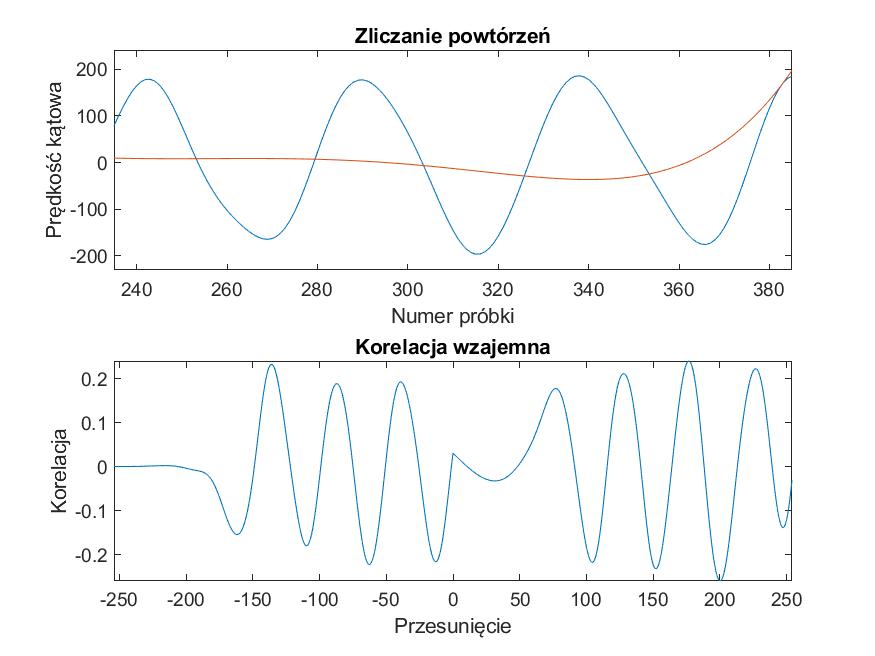 Zliczanie powtórzeń
200
100
0
-100
-200
Prędkość kątowa
240 260 280 300 320 340 360 380
Numer próbki
Korelacja wzajemna
0.2
0.1
0
-0.1
-0.2
Korelacja
-250 -200 -150 -100 -50 0 50 100 150 200 250
Przesunięcie